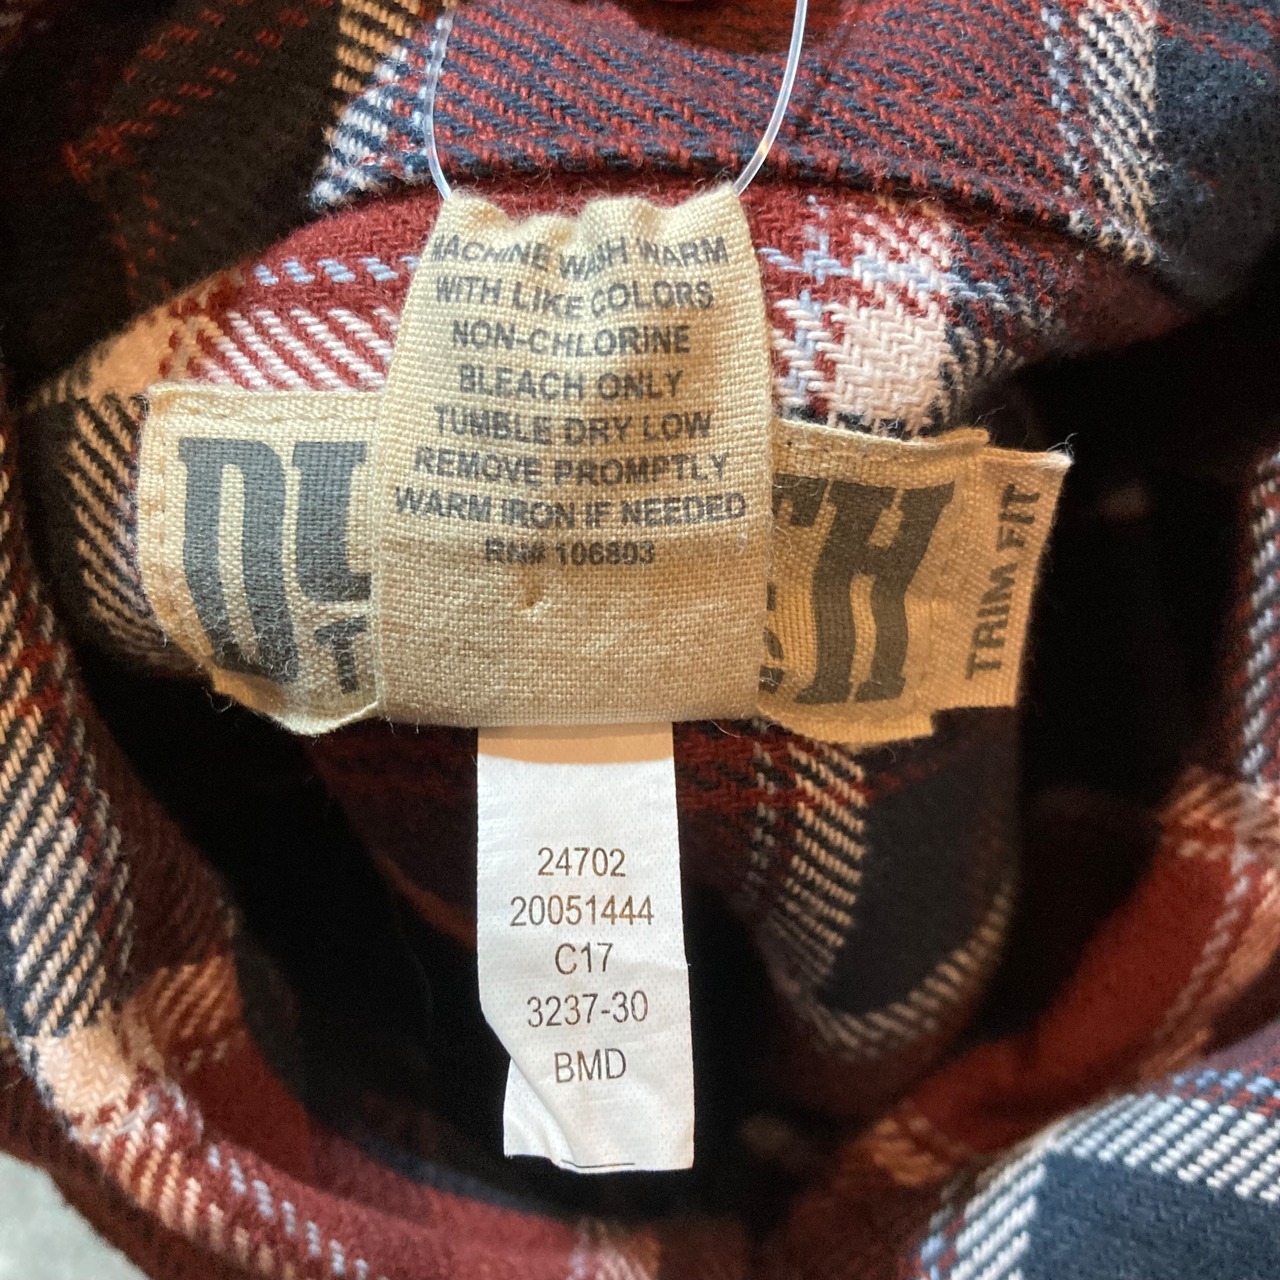 MACHINE WASH WARM
WITH LIKE COLORS
NON-CHLORINE
BLEACH ONLY
TUMBLE DRY LOW
REMOVE PROMPTLY
WARM IRON IF NEEDED
RN# 106803
TRIM FIT
24702
20051444
C17
3237-30
BMD